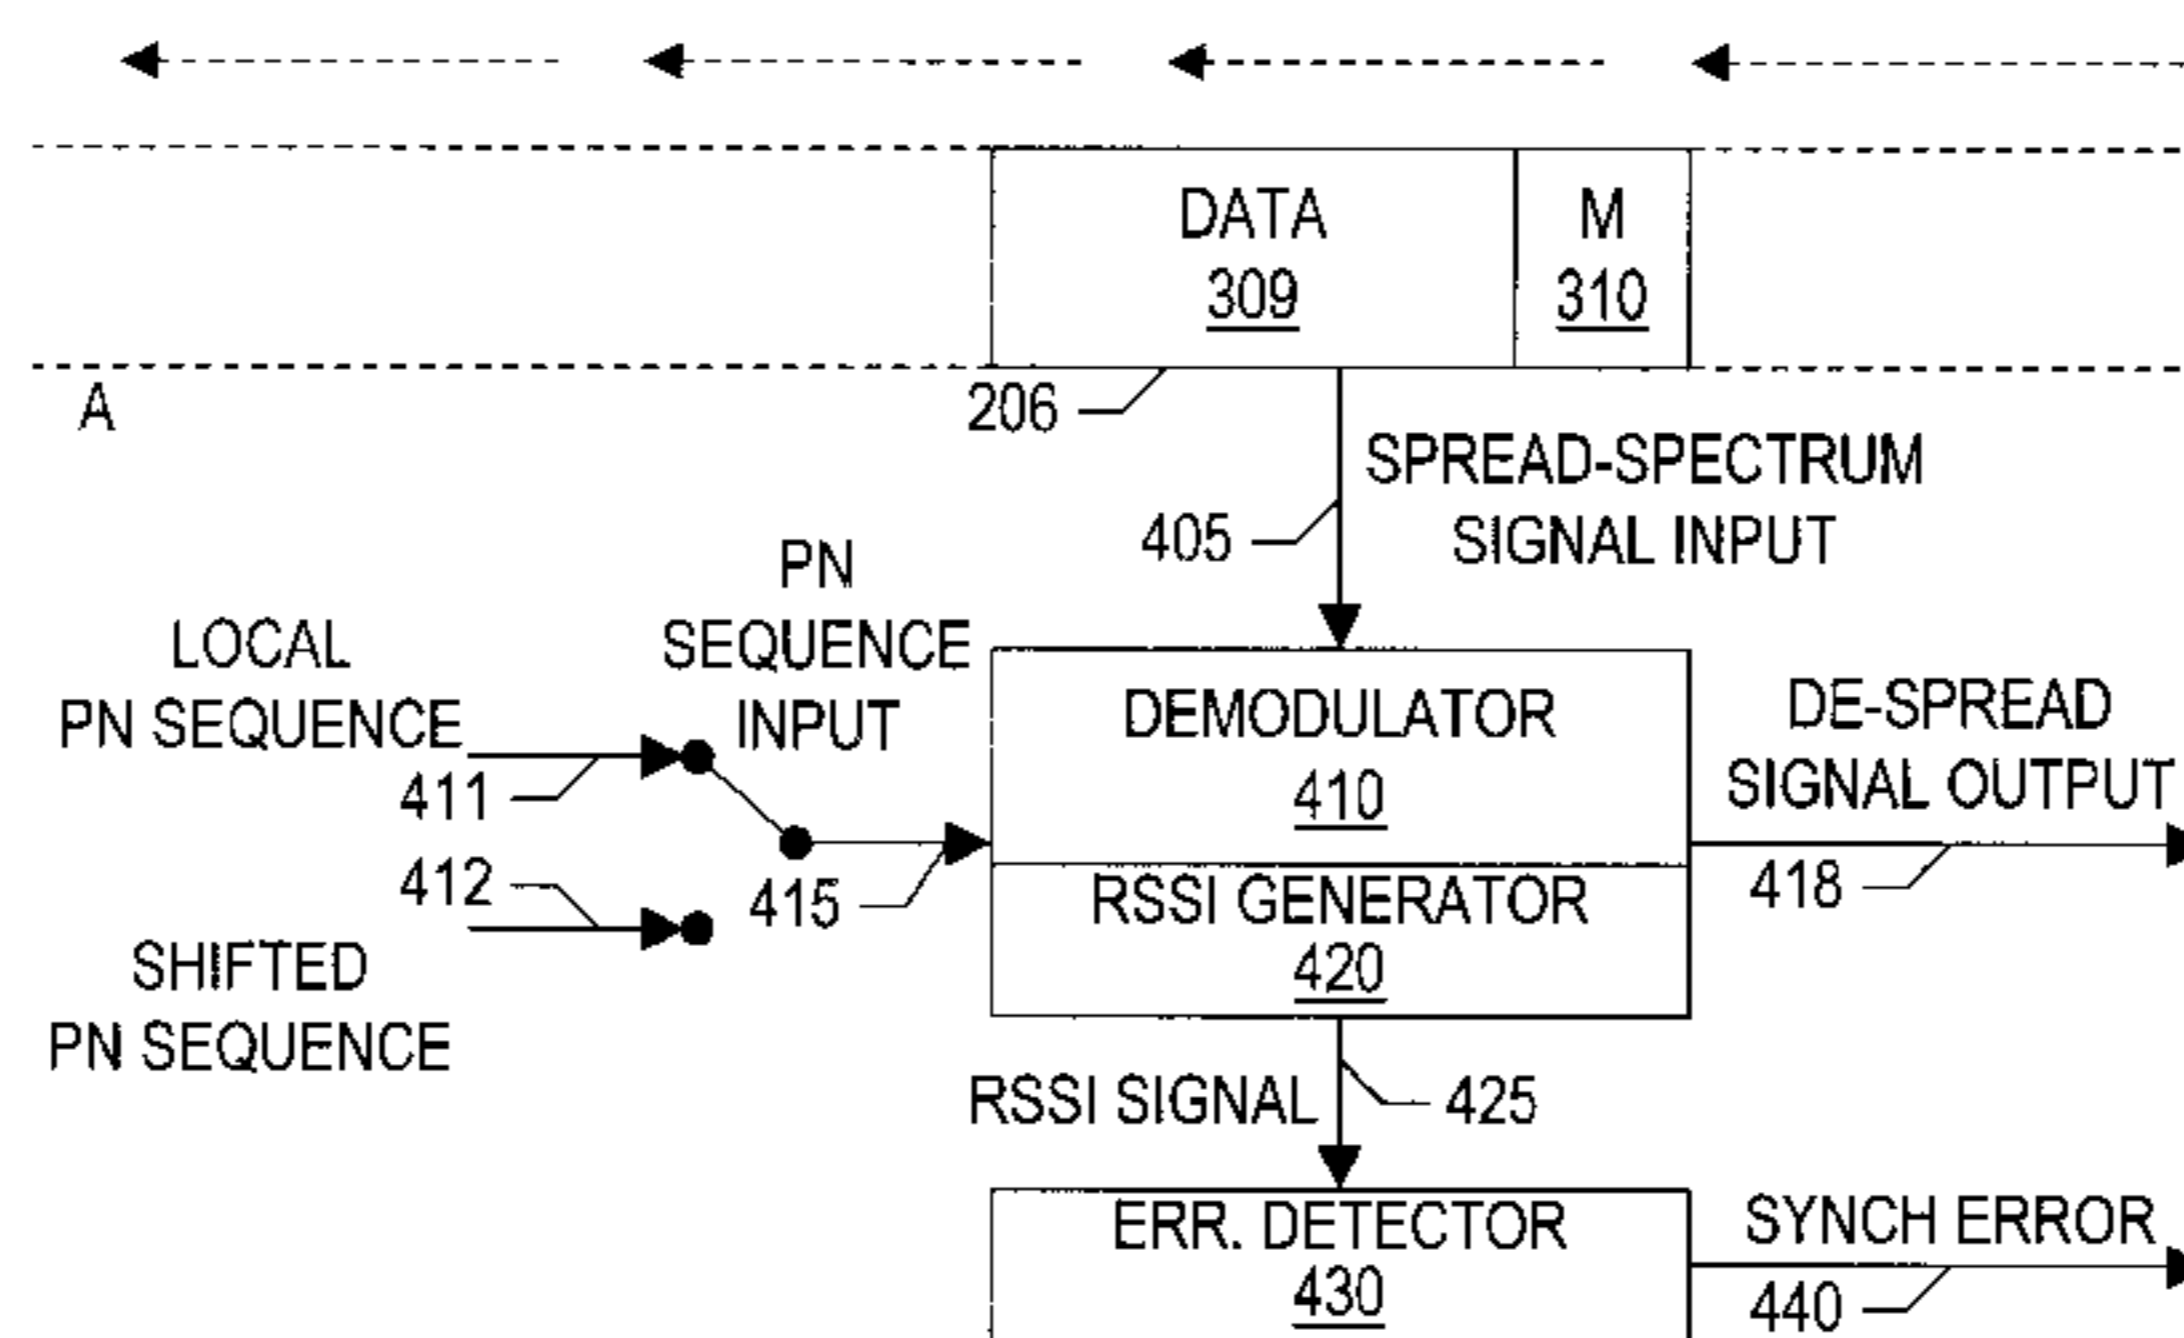 DATA
309
M
310
A
206
SPREAD-SPECTRUM
SIGNAL INPUT
405
PN
SEQUENCE
INPUT
LOCAL
PN SEQUENCE
411
412
SHIFTED
PN SEQUENCE
415
DEMODULATOR
410
DE-SPREAD
SIGNAL OUTPUT
418
RSSI GENERATOR
420
RSSI SIGNAL
425
ERR. DETECTOR
430
SYNCH ERROR
440